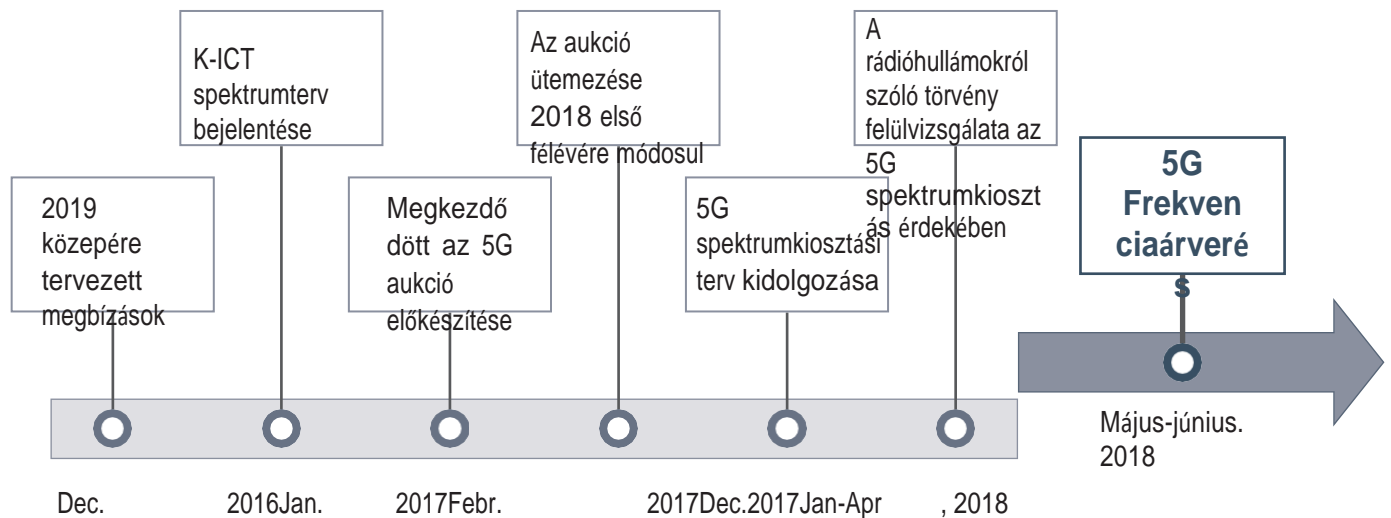 K-ICT
spektrumterv
bejelentése
Az aukció
ütemezése
2018 első
félévére módosul
A
rádióhullámokról
szóló törvény
felülvizsgálata az
5G
spektrumkioszt
ás érdekében
2019
közepére
tervezett
megbízások
Megkezdő
dött az 5G
aukció
előkészítése
5G
spektrumkiosztási
terv kidolgozása
5G
Frekven
ciaárveré
s
Május-június.
2018
Dec. 2016Jan. 2017Febr. 2017Dec.2017Jan-Apr , 2018